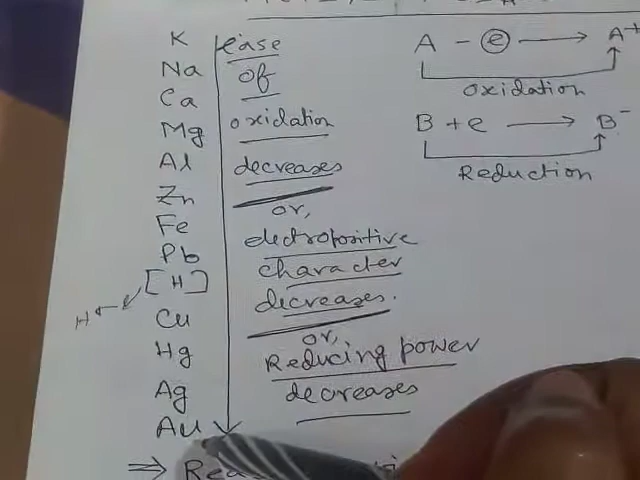 K ease
Na of
Ca
Mg oxidation
Al decreases
Zn
or,
Fe
electropositive
Pb
character
[H]
decreases.
H
Cu
or,
Hg
Reducing power
Ag
decreases
Au
⇒
A - e → A+
oxidation
B + e → B-
Reduction